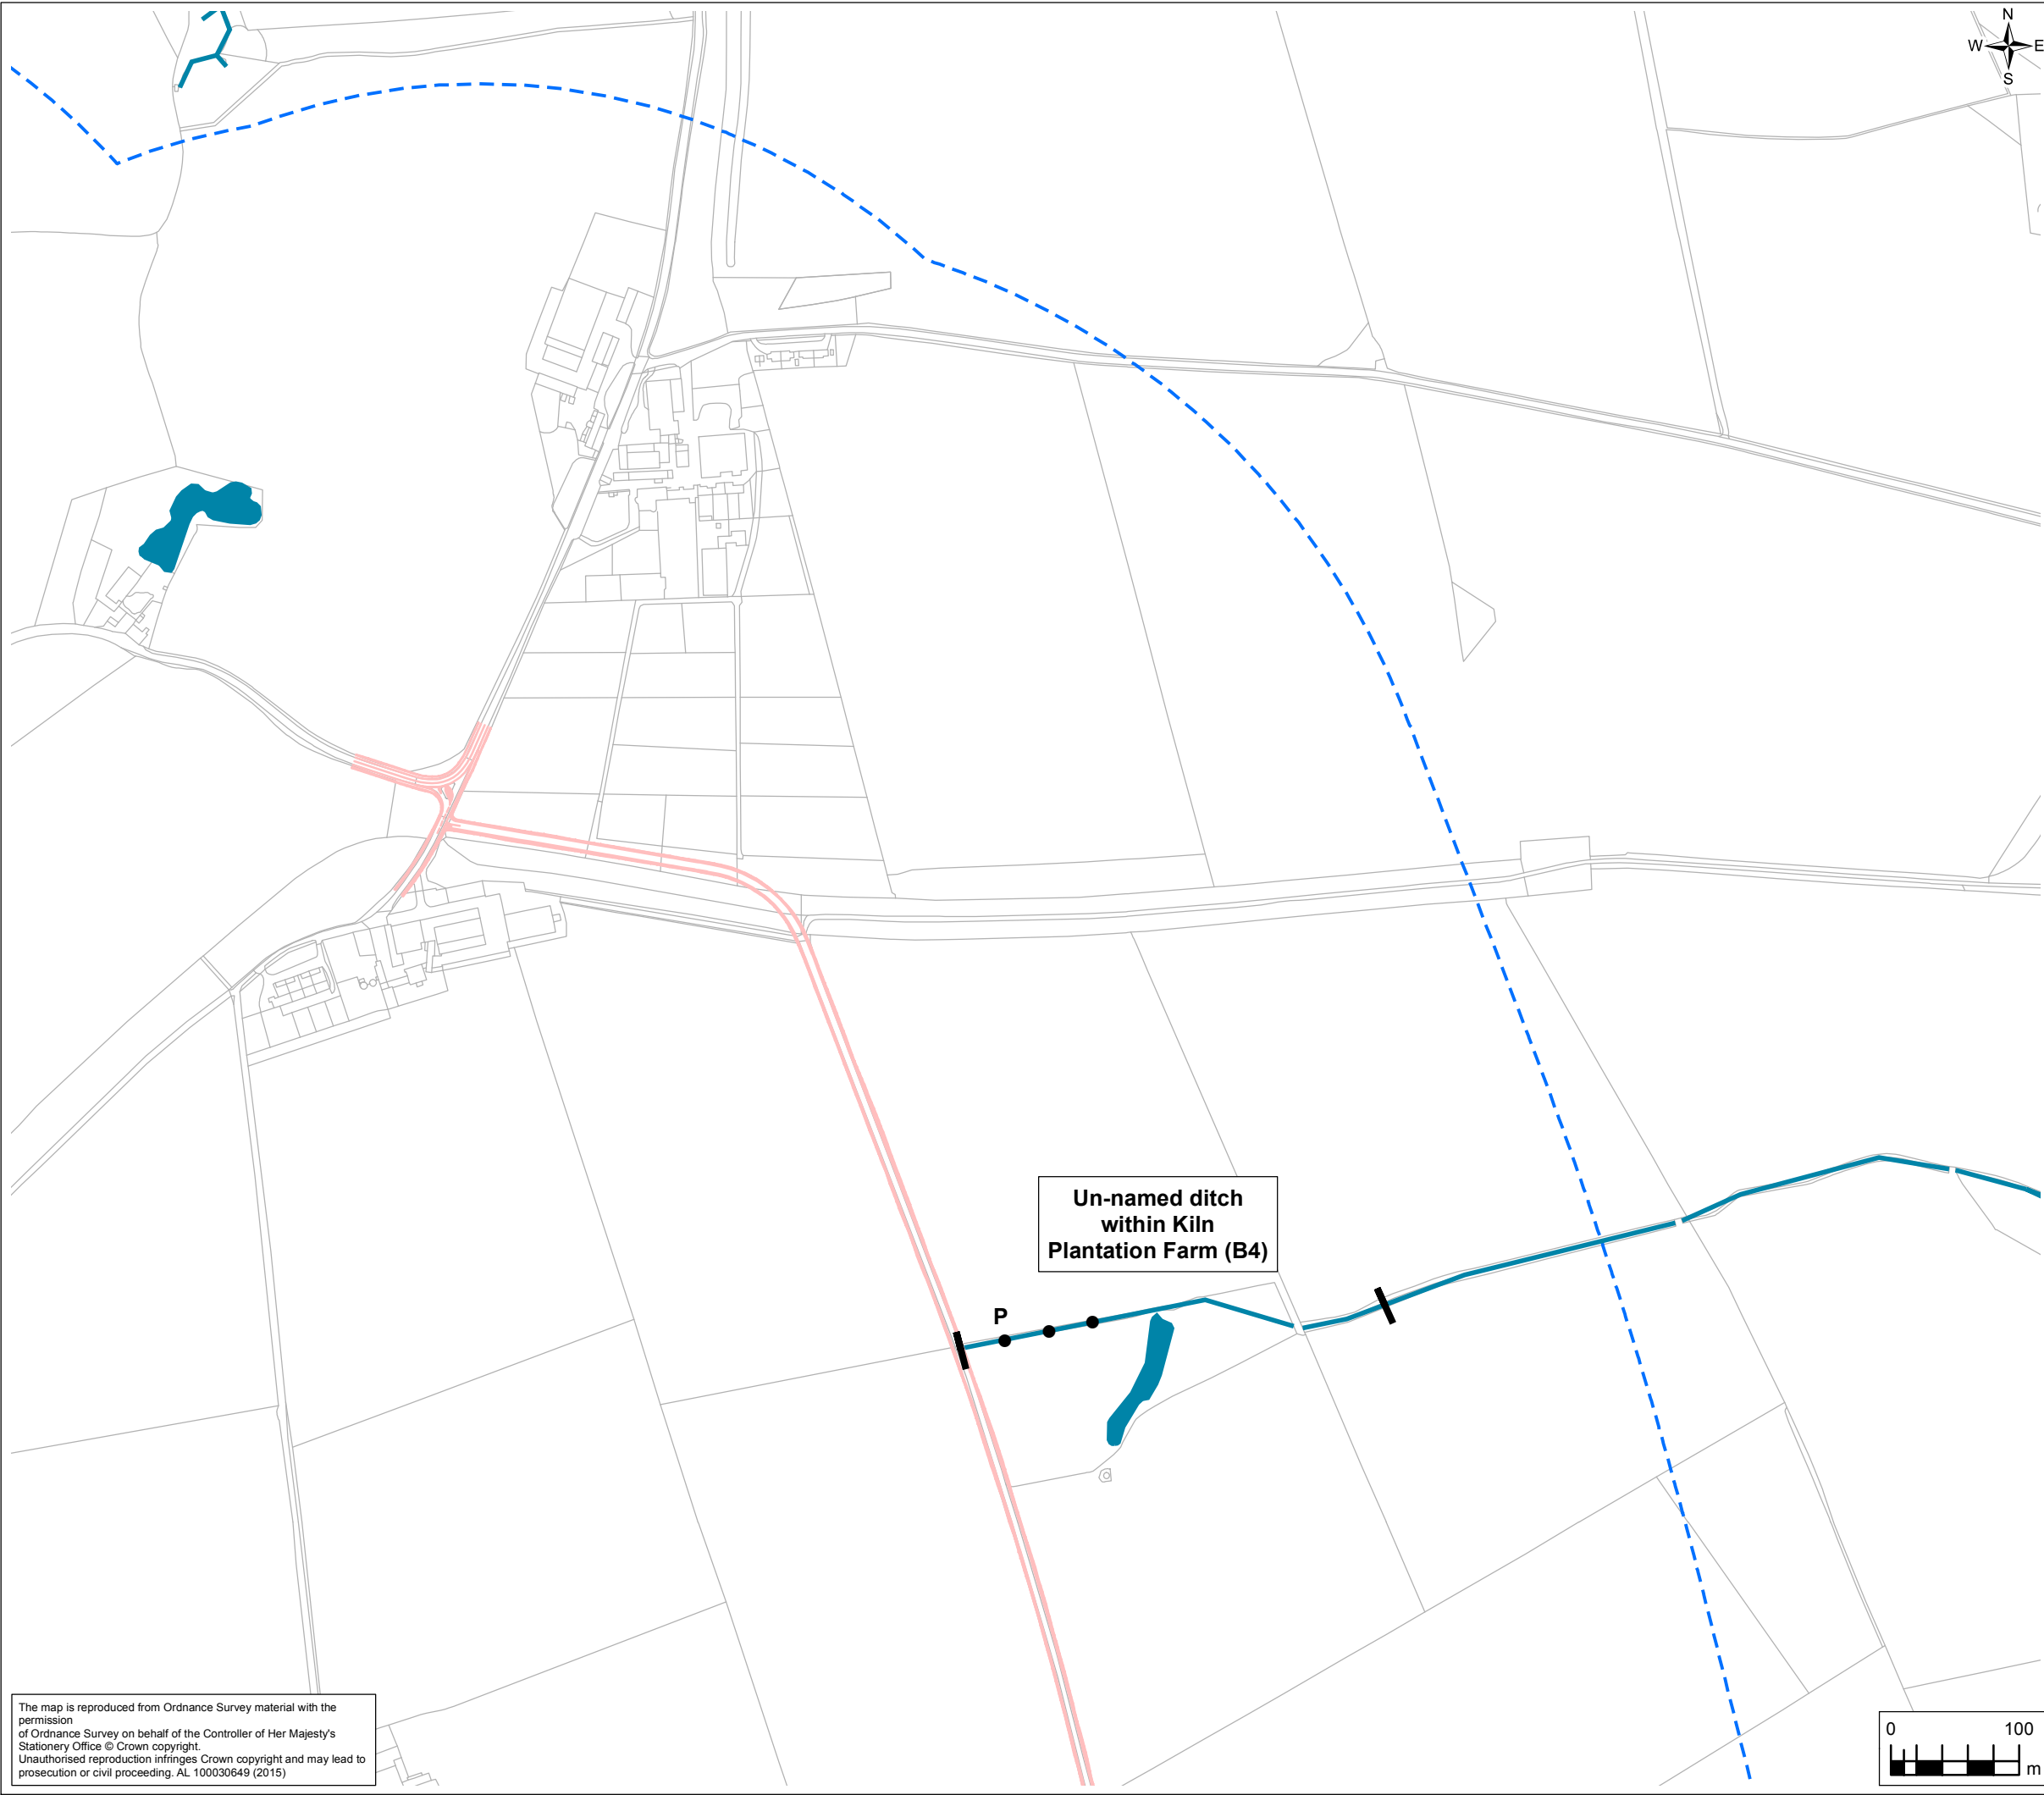 N
W E
S
Un-named ditch
within Kiln
Plantation Farm (B4)
P
The map is reproduced from Ordnance Survey material with the
permission
of Ordnance Survey on behalf of the Controller of Her Majesty's
Stationery Office © Crown copyright.
Unauthorised reproduction infringes Crown copyright and may lead to
prosecution or civil proceeding. AL 100030649 (2015)
0 100
m